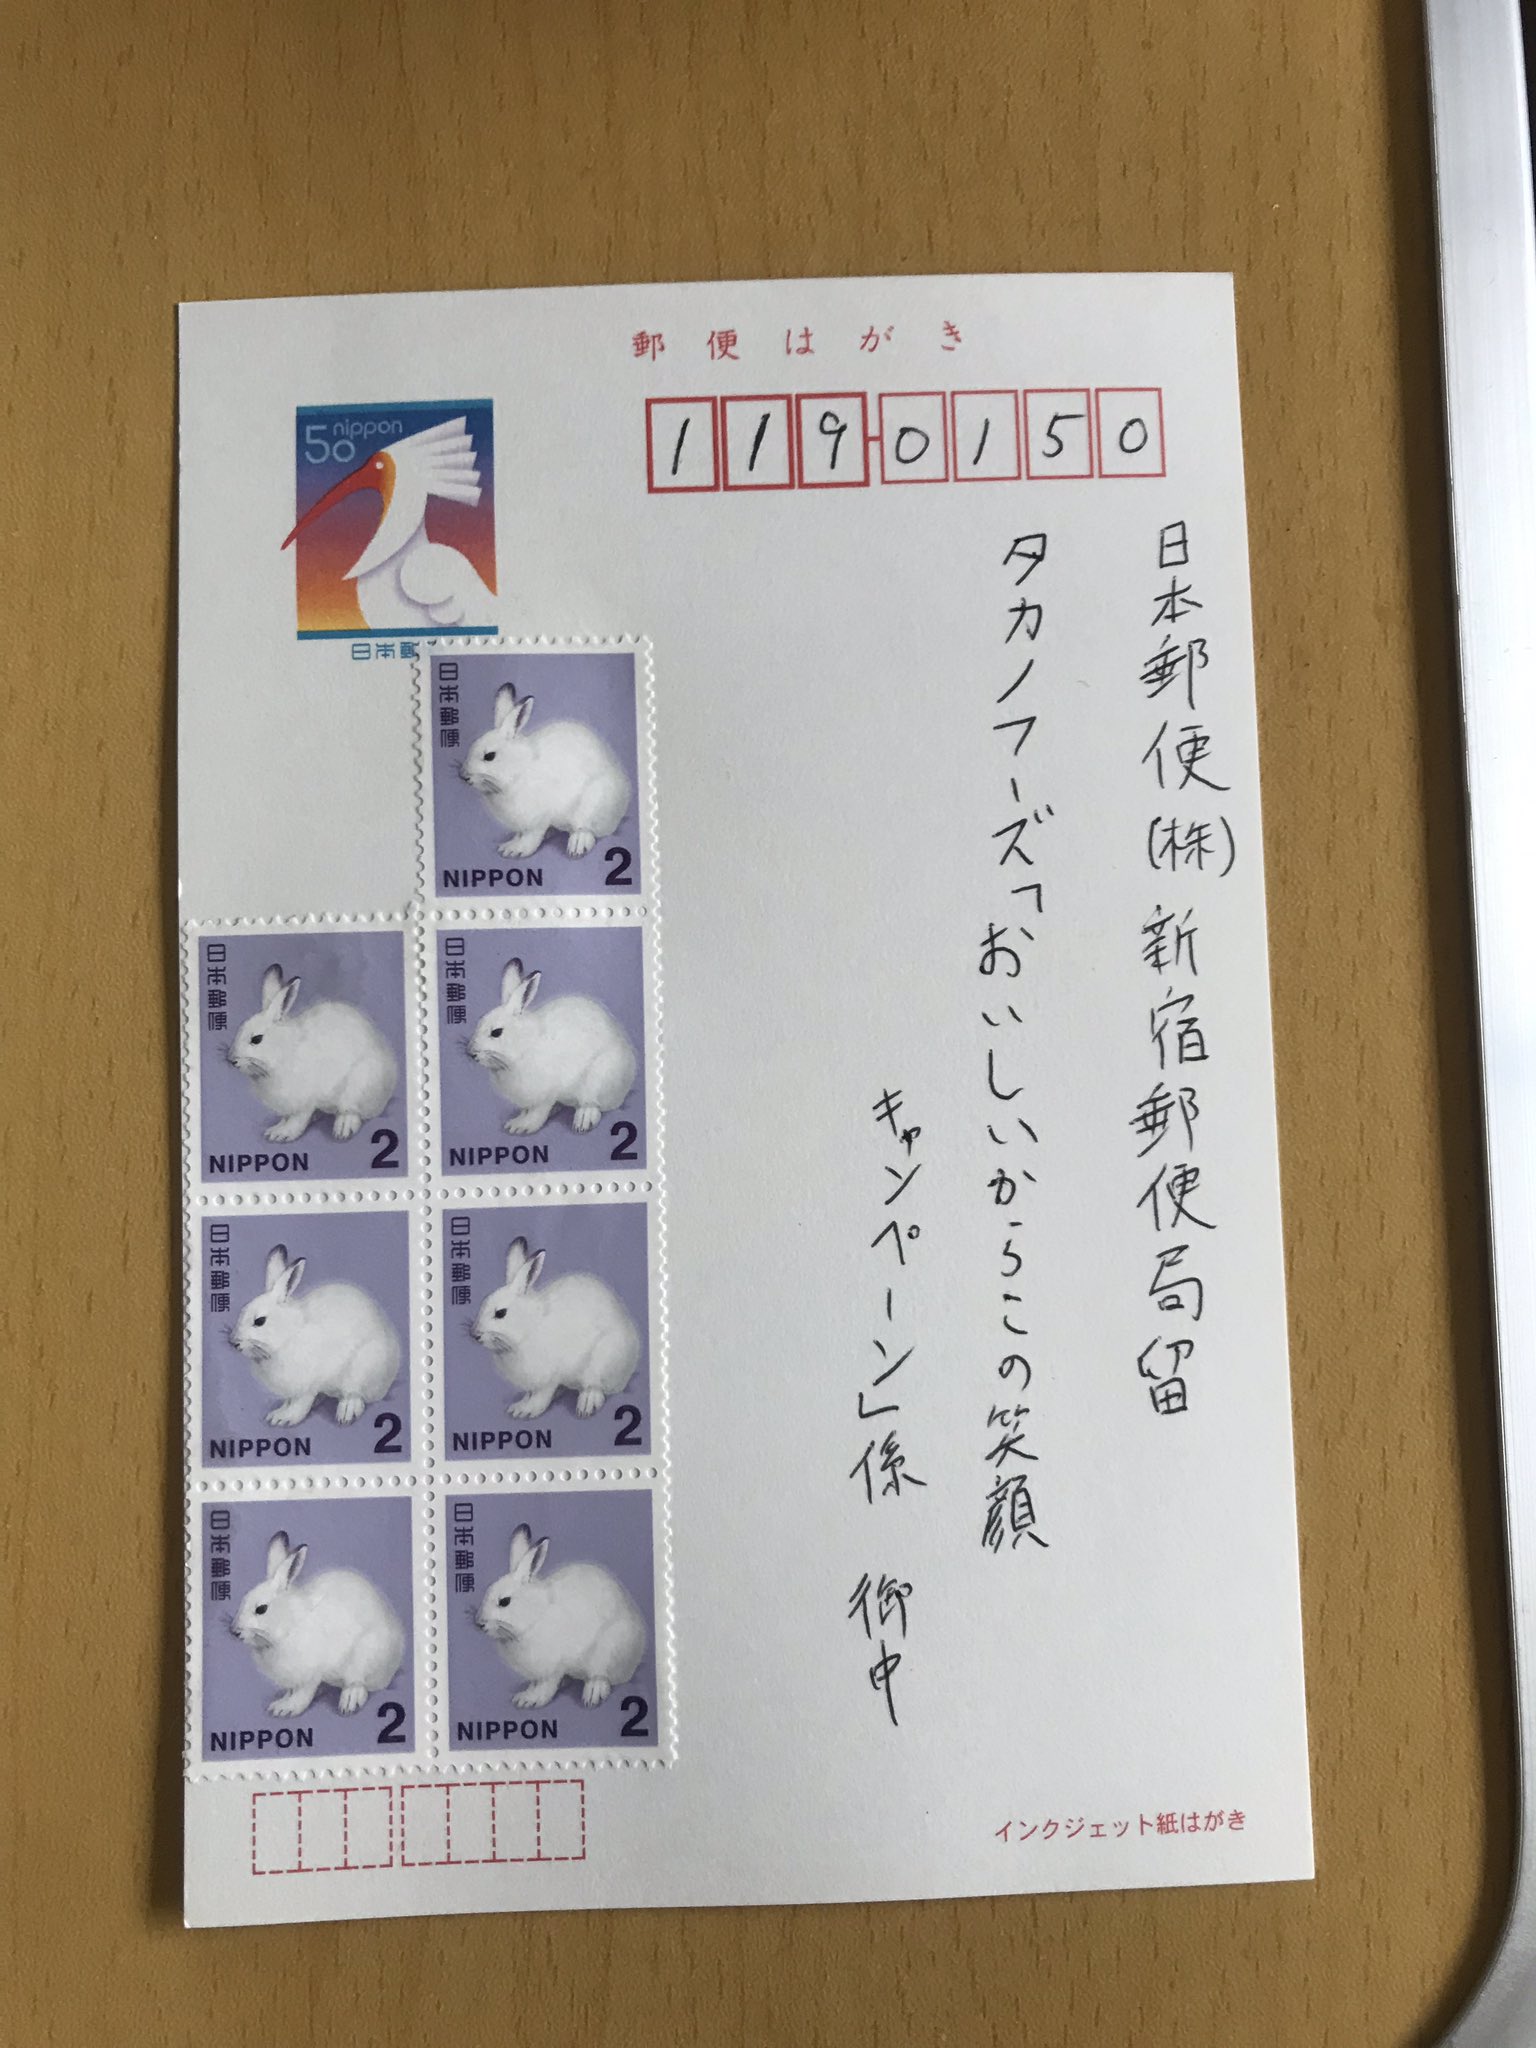 郵便はがき
50 nippon
日本郵
1190150
日本郵便(株)新宿郵便局留
タカノフーズ「おいしいからこの笑顔
キャンペーン」係 御中
日本郵便
NIPPON 2
日本郵便
NIPPON 2
日本郵便
NIPPON 2
日本郵便
NIPPON 2
日本郵便
NIPPON 2
日本郵便
NIPPON 2
日本郵便
NIPPON 2
インクジェット紙はがき